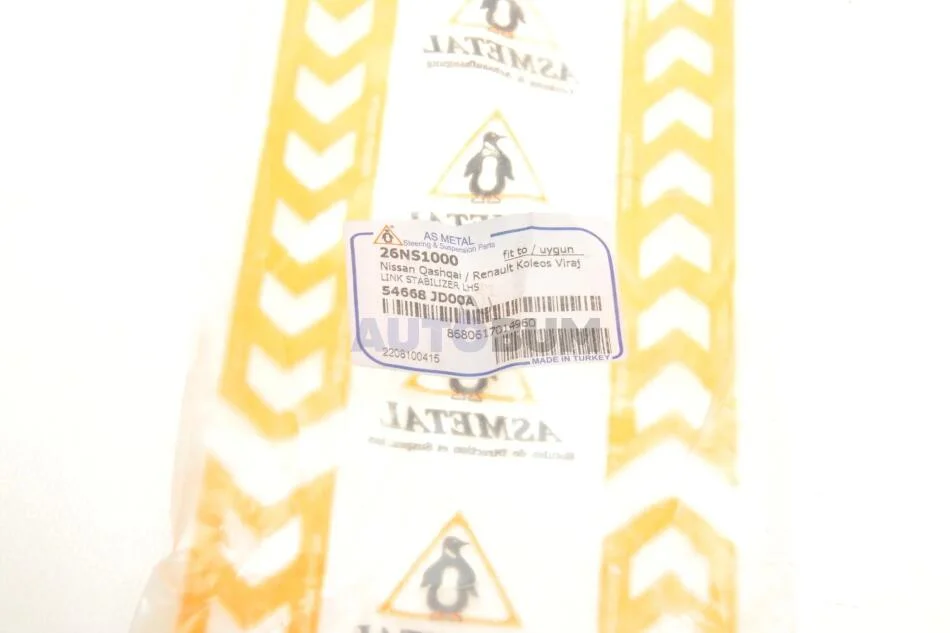 ASMETAL
AS METAL
Steering & Suspension Parts
26NS1000
fit to / uygun
Nissan Qashqai / Renault Koleos Viraj
LINK STABILIZER LHS
54668 JD00A
8680617014960
AUTOBUM
2208100415
MADE IN TURKEY
ASMETAL